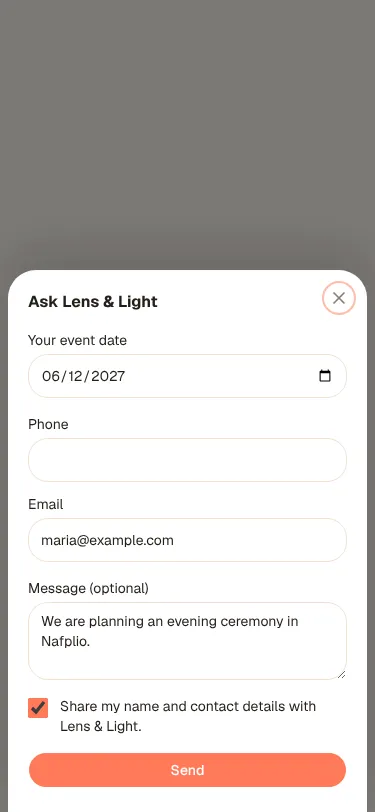 Ask Lens & Light
Your event date
06/12/2027
Phone
Email
maria@example.com
Message (optional)
We are planning an evening ceremony in
Nafplio.
Share my name and contact details with
Lens & Light.
Send